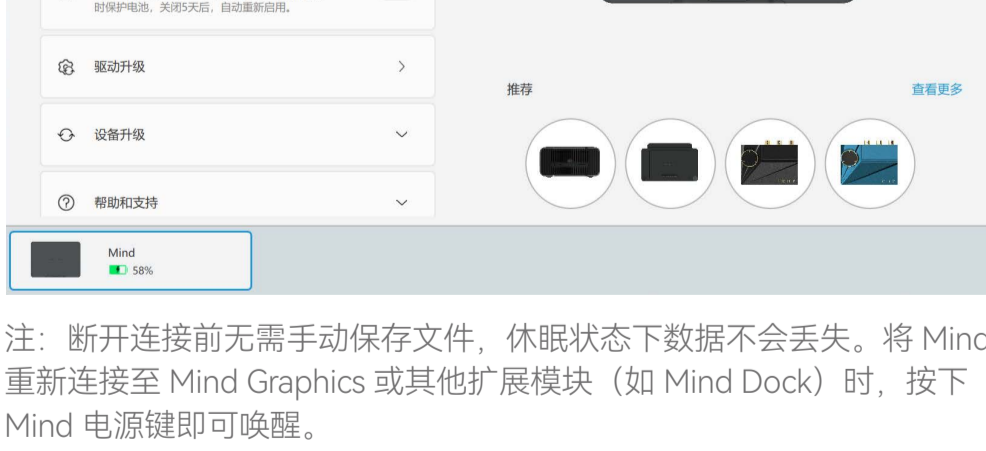 时保护电池，关闭5天后，自动重新启用。
驱动升级
推荐
查看更多
设备升级
帮助和支持
Mind
58%
注：断开连接前无需手动保存文件，休眠状态下数据不会丢失。将 Mind
重新连接至 Mind Graphics 或其他扩展模块（如 Mind Dock）时，按下
Mind 电源键即可唤醒。